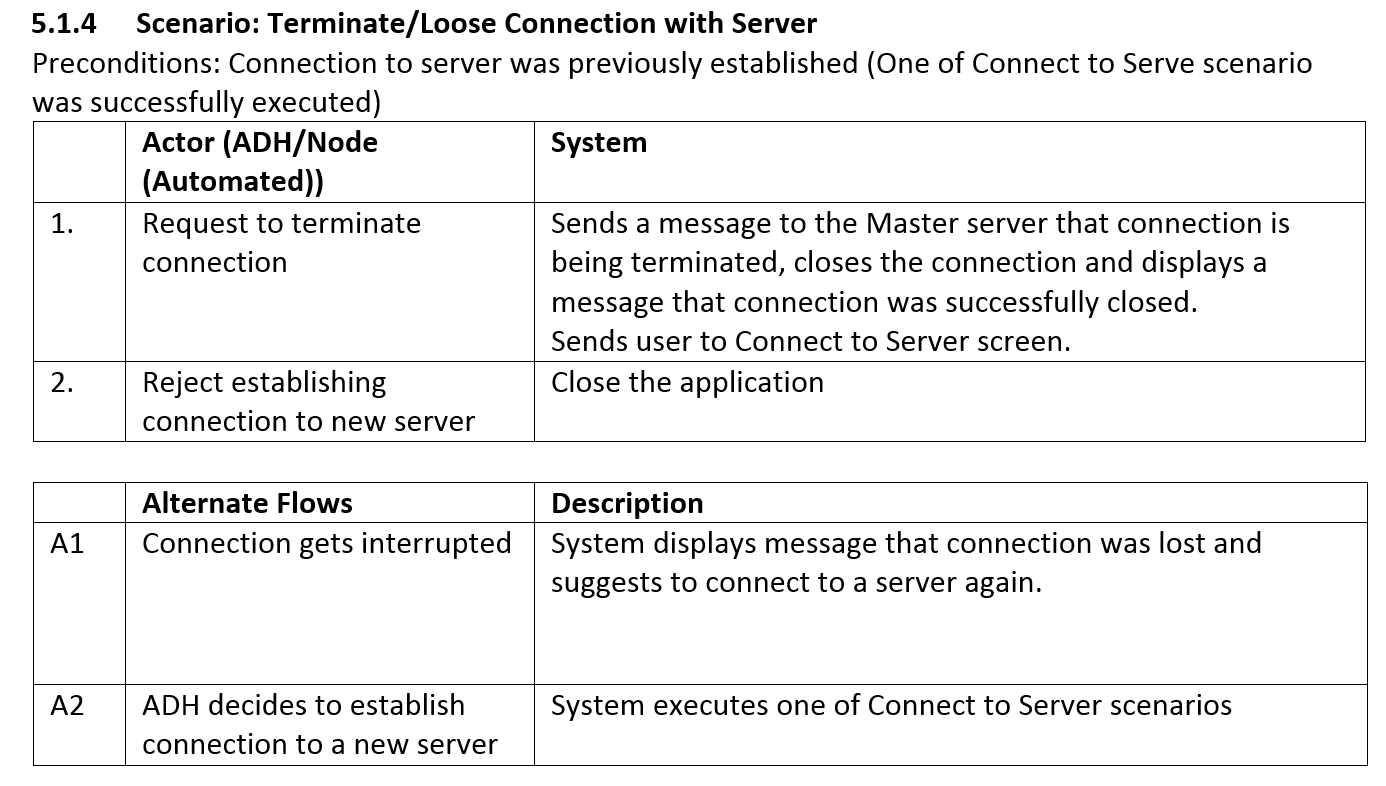 5.1.4 Scenario: Terminate/Loose Connection with Server
Preconditions: Connection to server was previously established (One of Connect to Serve scenario
was successfully executed)
Actor (ADH/Node
(Automated))
System
1.
Request to terminate
connection
Sends a message to the Master server that connection is
being terminated, closes the connection and displays a
message that connection was successfully closed.
Sends user to Connect to Server screen.
2.
Reject establishing
connection to new server
Close the application
Alternate Flows
Description
A1
Connection gets interrupted
System displays message that connection was lost and
suggests to connect to a server again.
A2
ADH decides to establish
connection to a new server
System executes one of Connect to Server scenarios